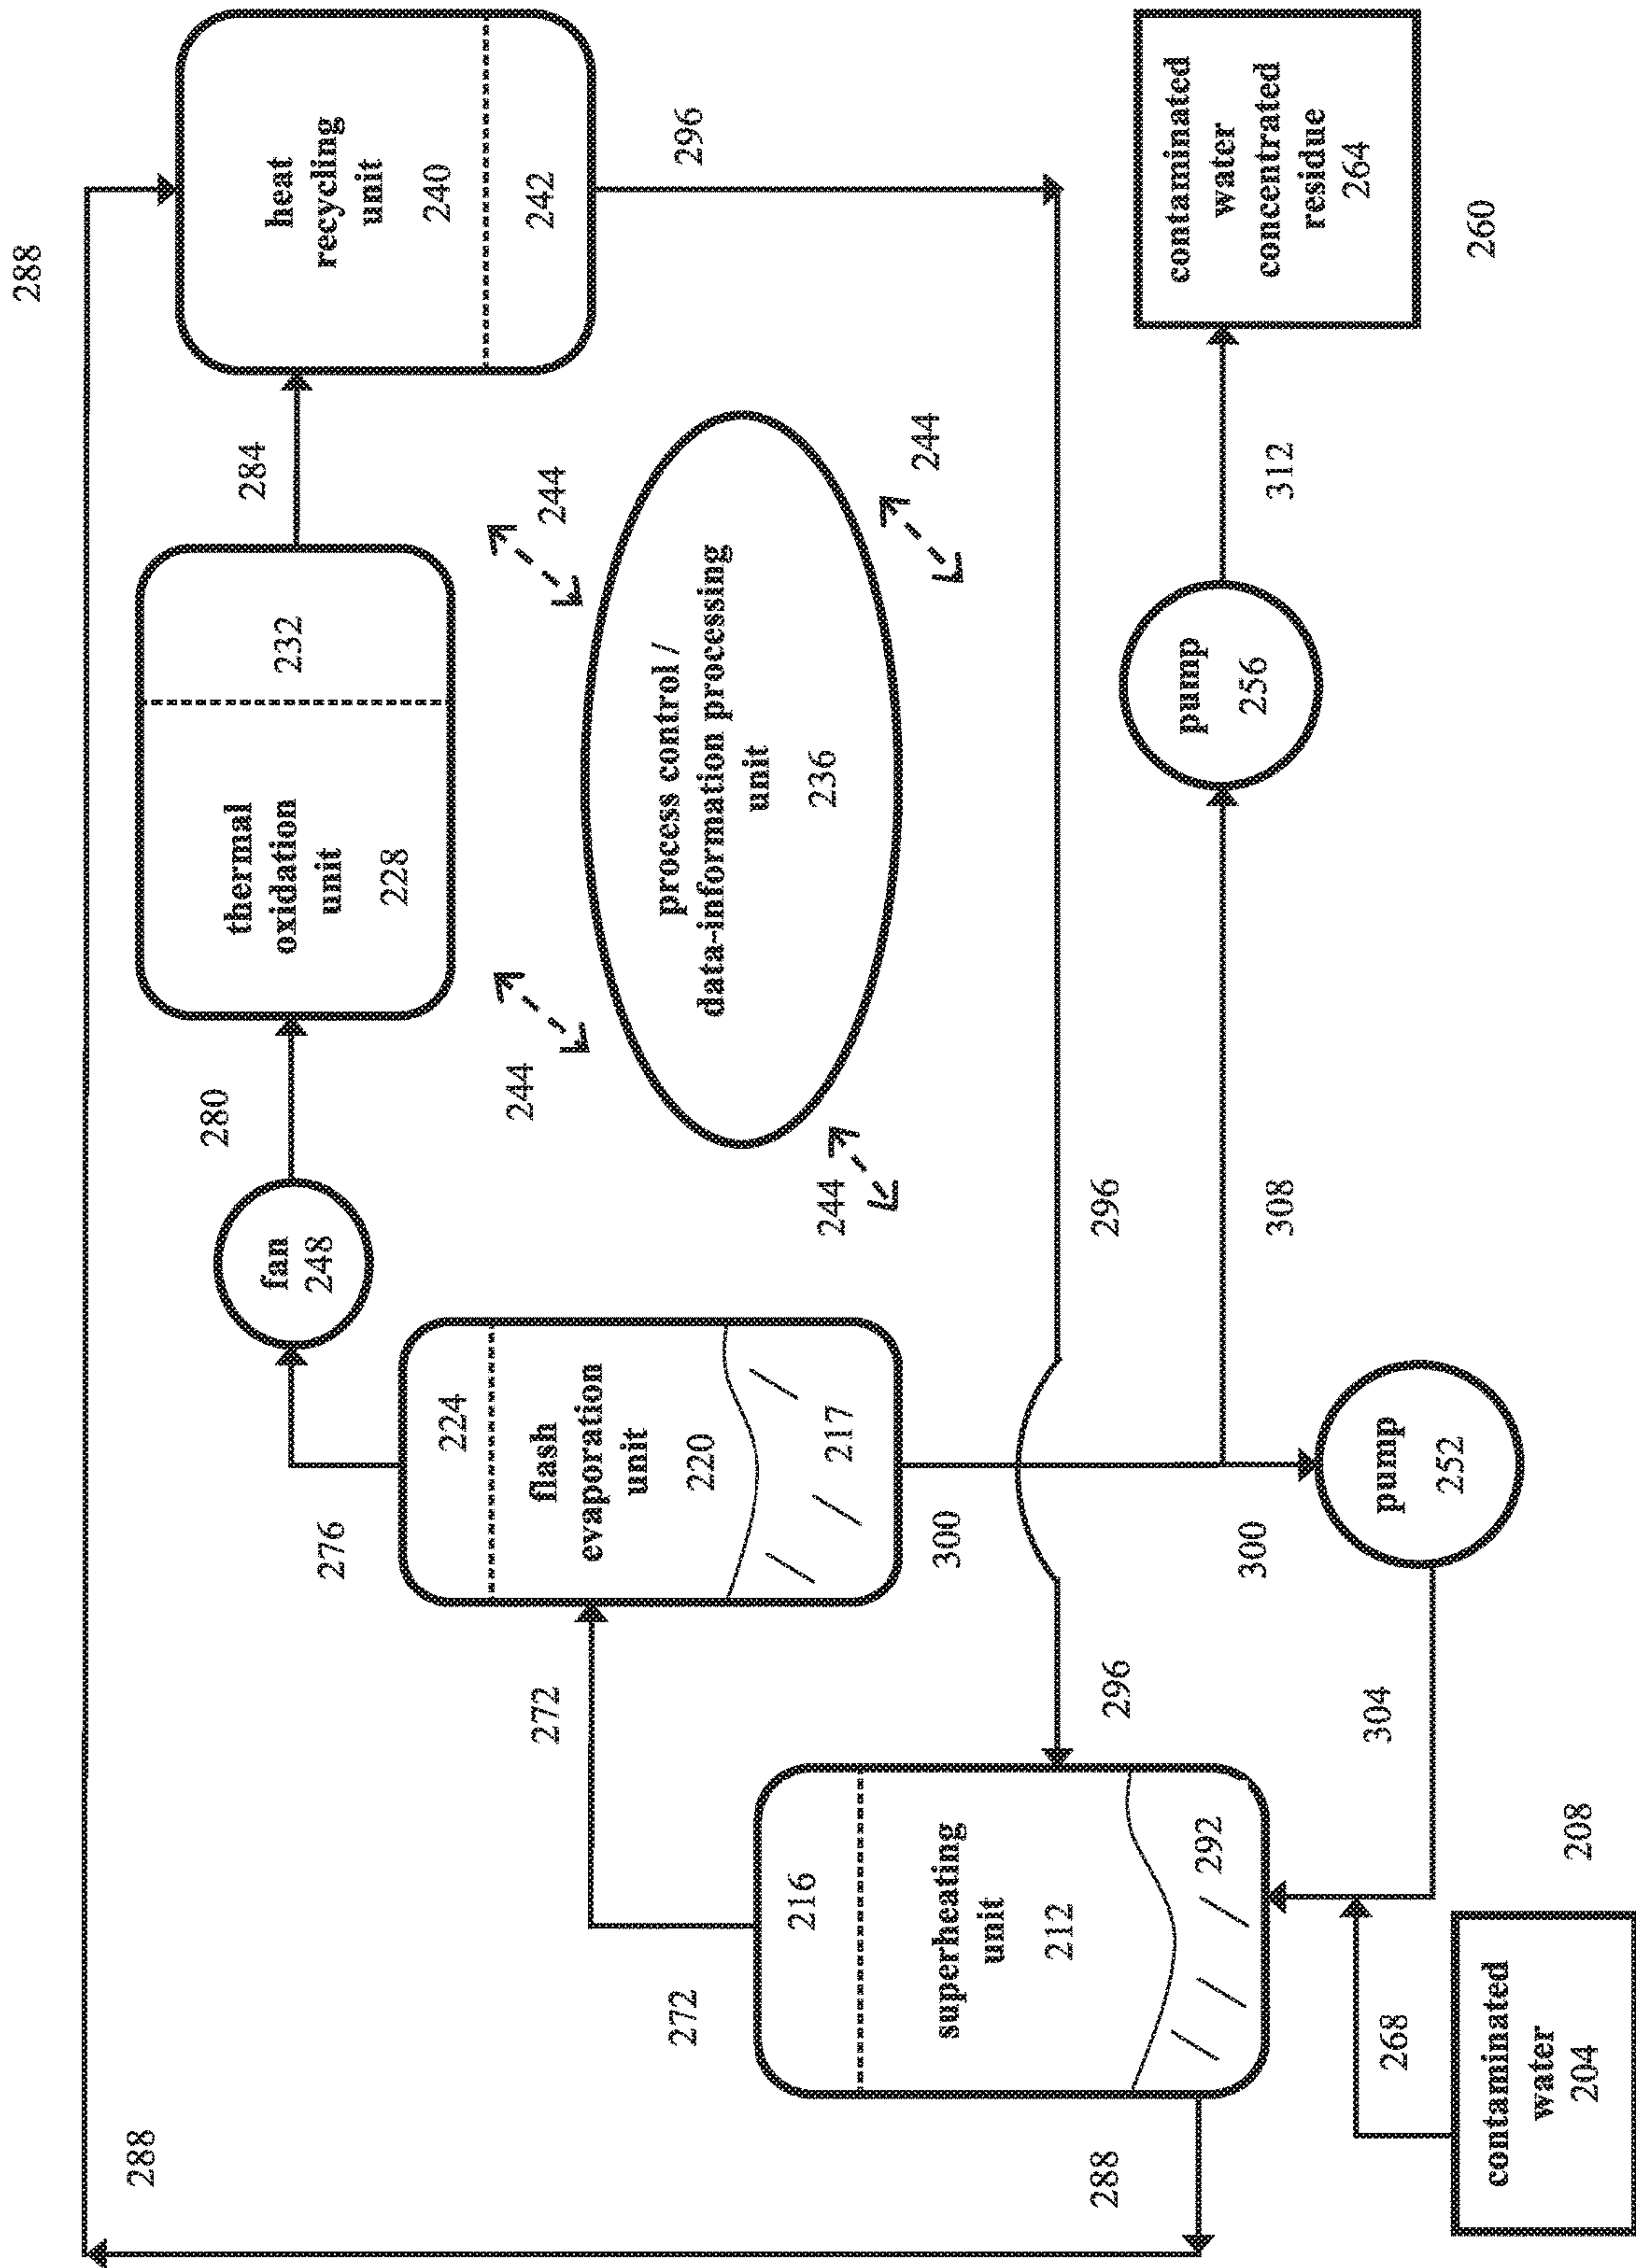 288
288
288
heat
recycling
unit
240
242
296
284
thermal
oxidation
unit
228
232
280
fan
248
276
224
flash
evaporation
unit
220
217
272
272
216
superheating
unit
212
292
process control /
data-information processing
unit
236
244
244
244
244
296
296
300
300
308
pump
252
304
pump
256
312
contaminated
water
concentrated
residue
264
260
268
contaminated
water
204
208